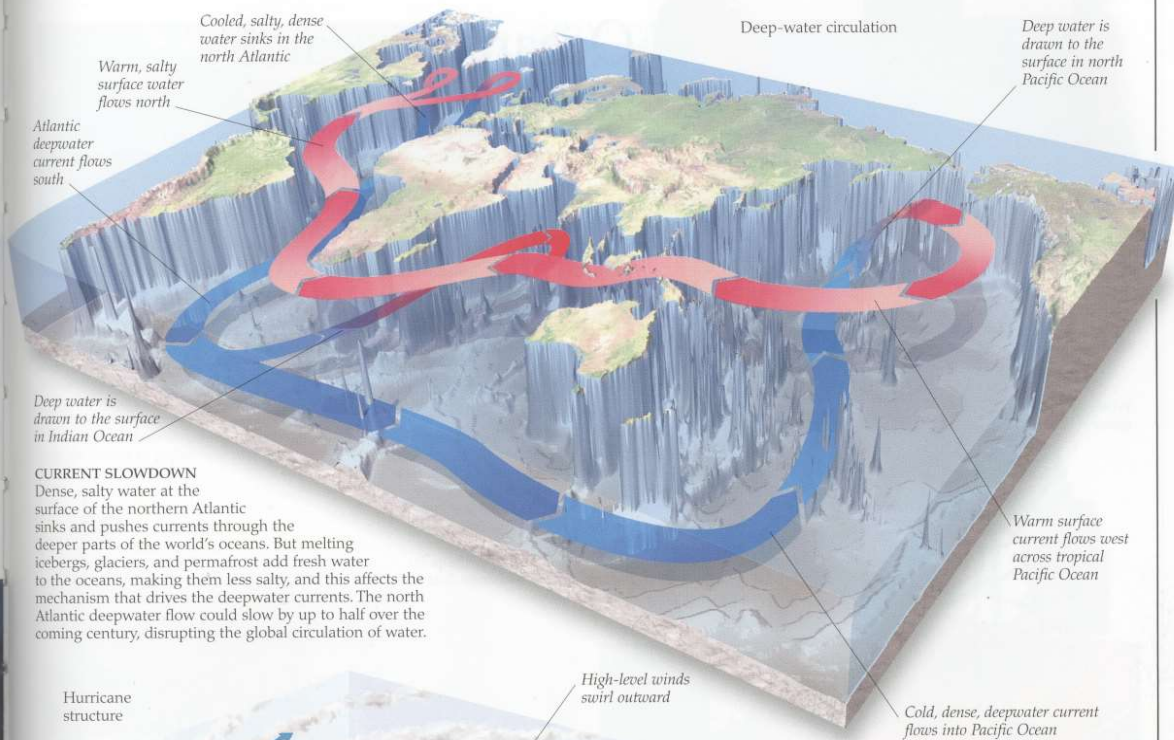 Cooled, salty, dense
water sinks in the
north Atlantic
Deep-water circulation
Deep water is
drawn to the
surface in north
Pacific Ocean
Warm, salty
surface water
flows north
Atlantic
deepwater
current flows
south
Deep water is
drawn to the surface
in Indian Ocean
CURRENT SLOWDOWN
Dense, salty water at the
surface of the northern Atlantic
sinks and pushes currents through the
deeper parts of the world's oceans. But melting
icebergs, glaciers, and permafrost add fresh water
to the oceans, making them less salty, and this affects the
mechanism that drives the deepwater currents. The north
Atlantic deepwater flow could slow by up to half over the
coming century, disrupting the global circulation of water.
Warm surface
current flows west
across tropical
Pacific Ocean
Cold, dense, deepwater current
flows into Pacific Ocean
Hurricane
structure
High-level winds
swirl outward